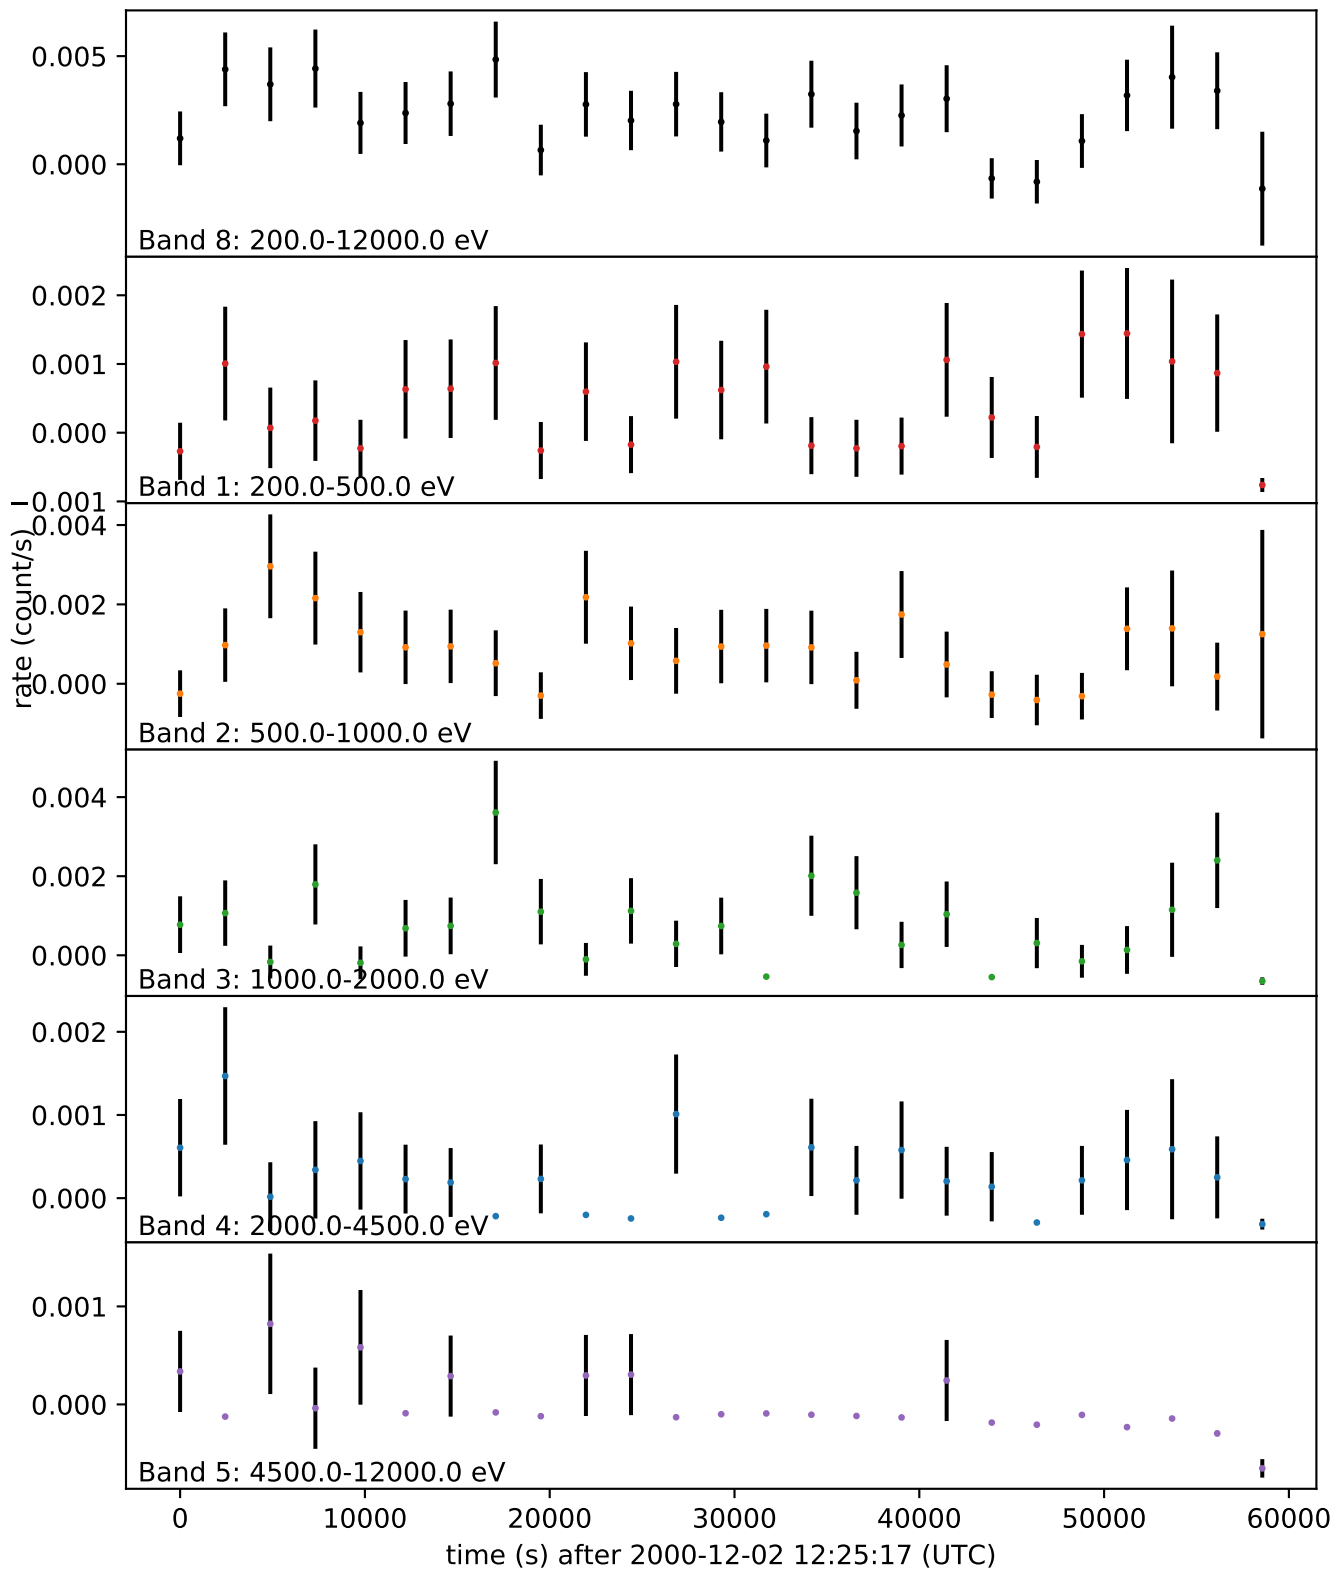 0.005
0.000
Band 8: 200.0-12000.0 eV
0.002
0.001
0.000
−0.001
Band 1: 200.0-500.0 eV
0.004
0.002
0.000
Band 2: 500.0-1000.0 eV
rate (count/s)
0.004
0.002
0.000
Band 3: 1000.0-2000.0 eV
0.002
0.001
0.000
Band 4: 2000.0-4500.0 eV
0.001
0.000
Band 5: 4500.0-12000.0 eV
0 10000 20000 30000 40000 50000 60000
time (s) after 2000-12-02 12:25:17 (UTC)